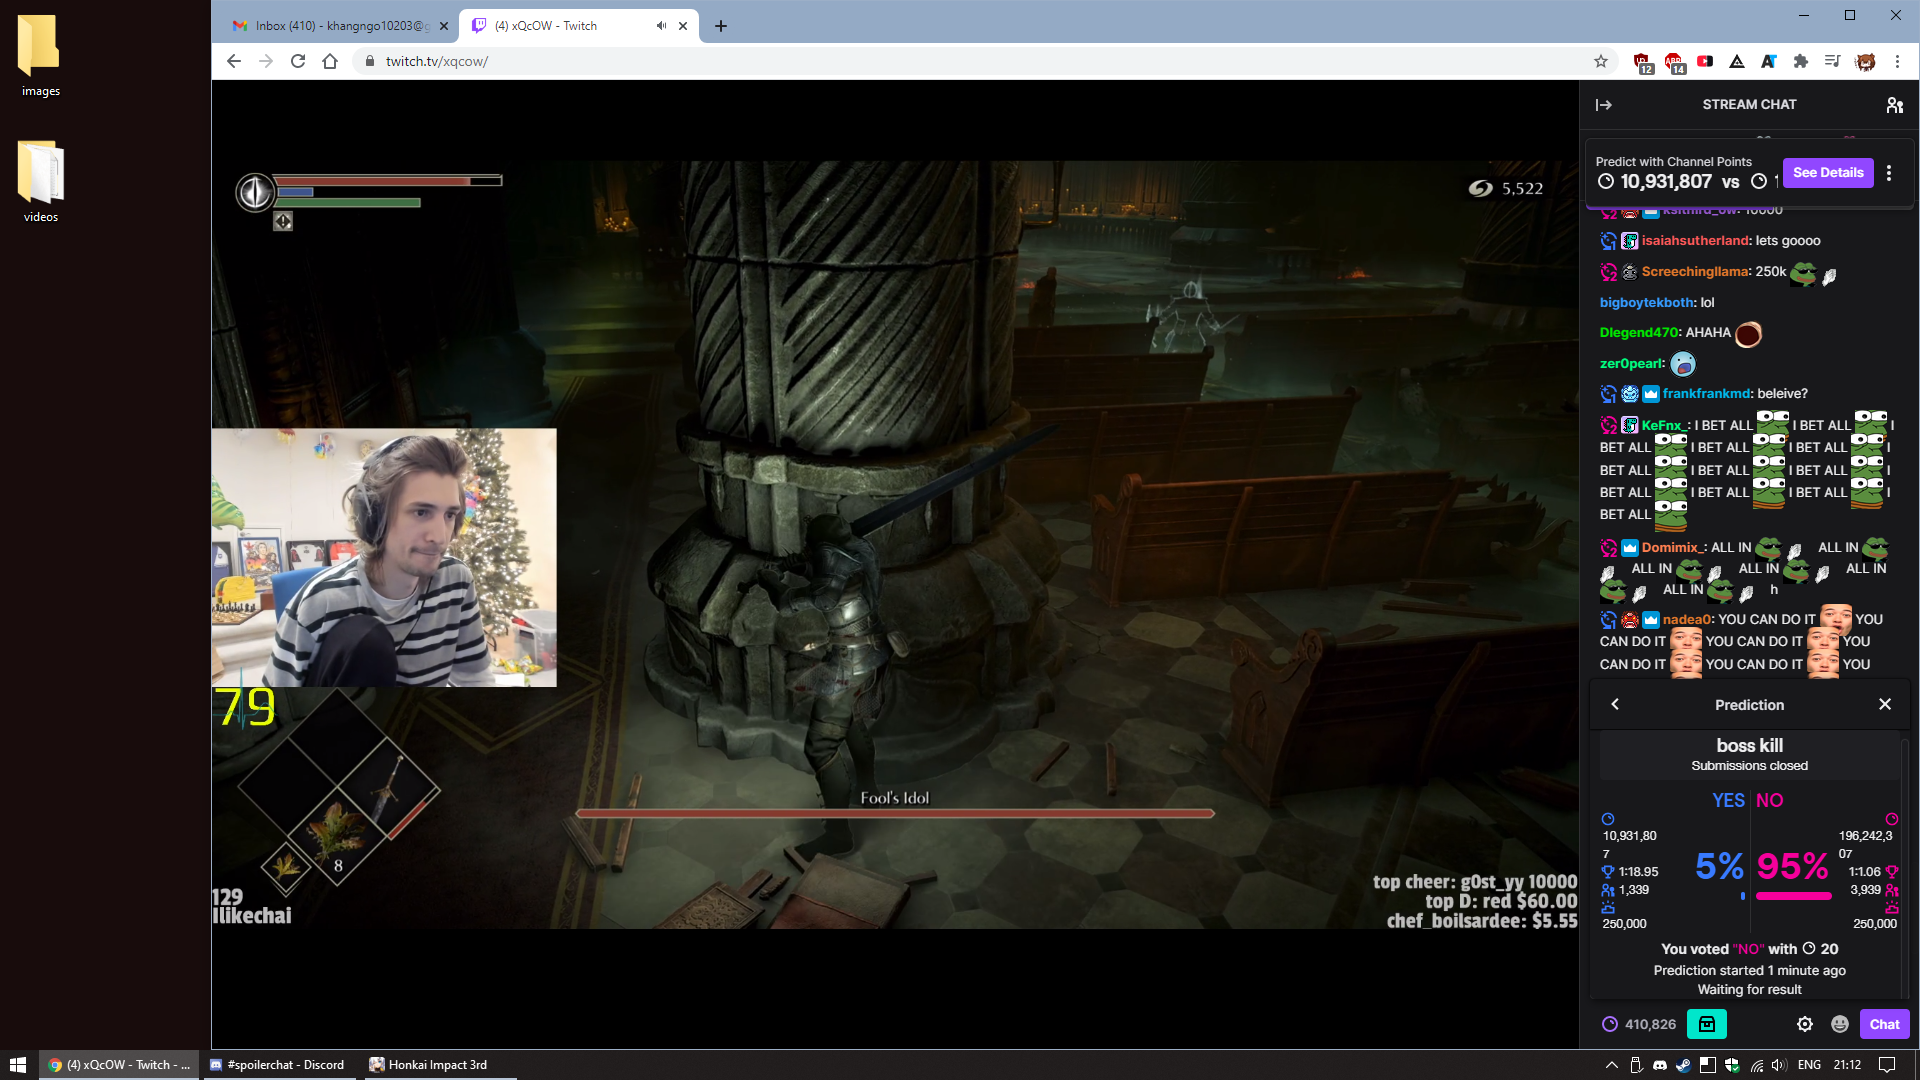 images
videos
Inbox (410) - khangngo10203@g
(4) xQcOW - Twitch
twitch.tv/xqcow/
12
14
STREAM CHAT
Predict with Channel Points
10,931,807 vs
See Details
ksithird_ow: 10000
isaiahsutherland: lets goooo
Screechingllama: 250k
bigboytekboth: lol
Dlegend470: AHAHA
zer0pearl:
frankfrankmd: beleive?
KeFnx_: I BET ALL I BET ALL I
BET ALL I BET ALL I BET ALL I
BET ALL I BET ALL I BET ALL I
BET ALL I BET ALL I BET ALL I
BET ALL
Domimix_: ALL IN ALL IN
ALL IN ALL IN ALL IN
ALL IN h
nadea0: YOU CAN DO IT YOU
CAN DO IT YOU CAN DO IT YOU
CAN DO IT YOU CAN DO IT YOU
5,522
79
8
Fool's Idol
129
Ilikechai
top cheer: g0st_yy 10000
top D: red $60.00
chef_boilsardee: $5.55
Prediction
boss kill
Submissions closed
YES NO
10,931,80
7
196,242,3
07
5% 95%
1:18.95
1:1.06
1,339
3,939
250,000
250,000
You voted "NO" with 20
Prediction started 1 minute ago
Waiting for result
410,826
Chat
(4) xQcOW - Twitch - ...
#spoilerchat - Discord
Honkai Impact 3rd
ENG
21:12